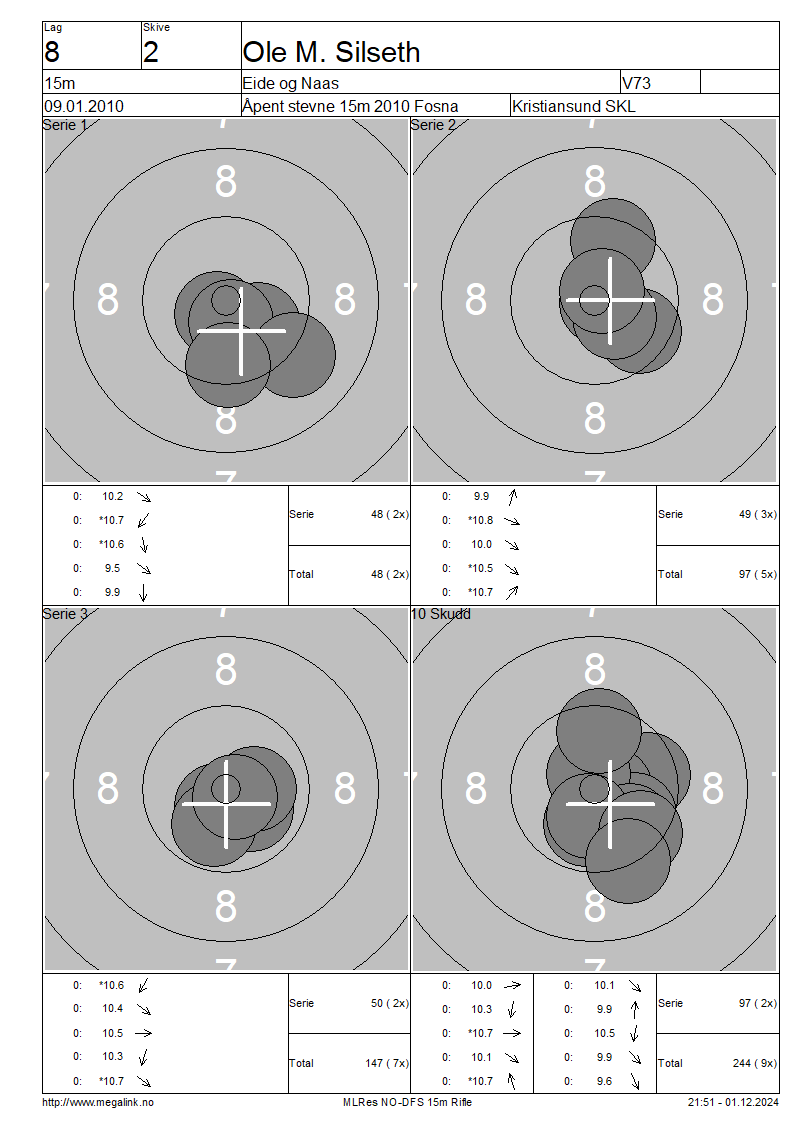 Lag
Skive
8
2
Ole M. Silseth
15m
Eide og Naas
V73
09.01.2010
Åpent stevne 15m 2010 Fosna
Kristiansund SKL
Serie 1
7
8
8
8
8
7
7
0: 10.2
0: *10.7
0: *10.6
0: 9.5
0: 9.9
Serie 48 ( 2x)
Total 48 ( 2x)
Serie 2
7
8
8
8
8
7
7
0: 9.9
0: *10.8
0: 10.0
0: *10.5
0: *10.7
Serie 49 ( 3x)
Total 97 ( 5x)
Serie 3
7
8
8
8
8
7
7
0: *10.6
0: 10.4
0: 10.5
0: 10.3
0: *10.7
Serie 50 ( 2x)
Total 147 ( 7x)
10 Skudd
7
8
8
8
8
7
7
0: 10.0
0: 10.3
0: *10.7
0: 10.1
0: *10.7
0: 10.1
0: 9.9
0: 10.5
0: 9.9
0: 9.6
Serie 97 ( 2x)
Total 244 ( 9x)
http://www.megalink.no
MLRes NO-DFS 15m Rifle
21:51 - 01.12.2024